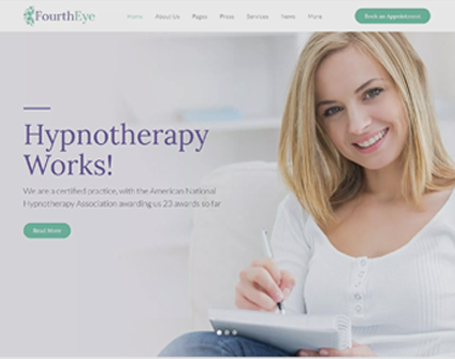 FourthEye
Home About Us Pages Press Services News More
Book an Appointment
Hypnotherapy
Works!
We are a certified practice, with the American National
Hypnotherapy Association awarding us 23 awards so far
Read More